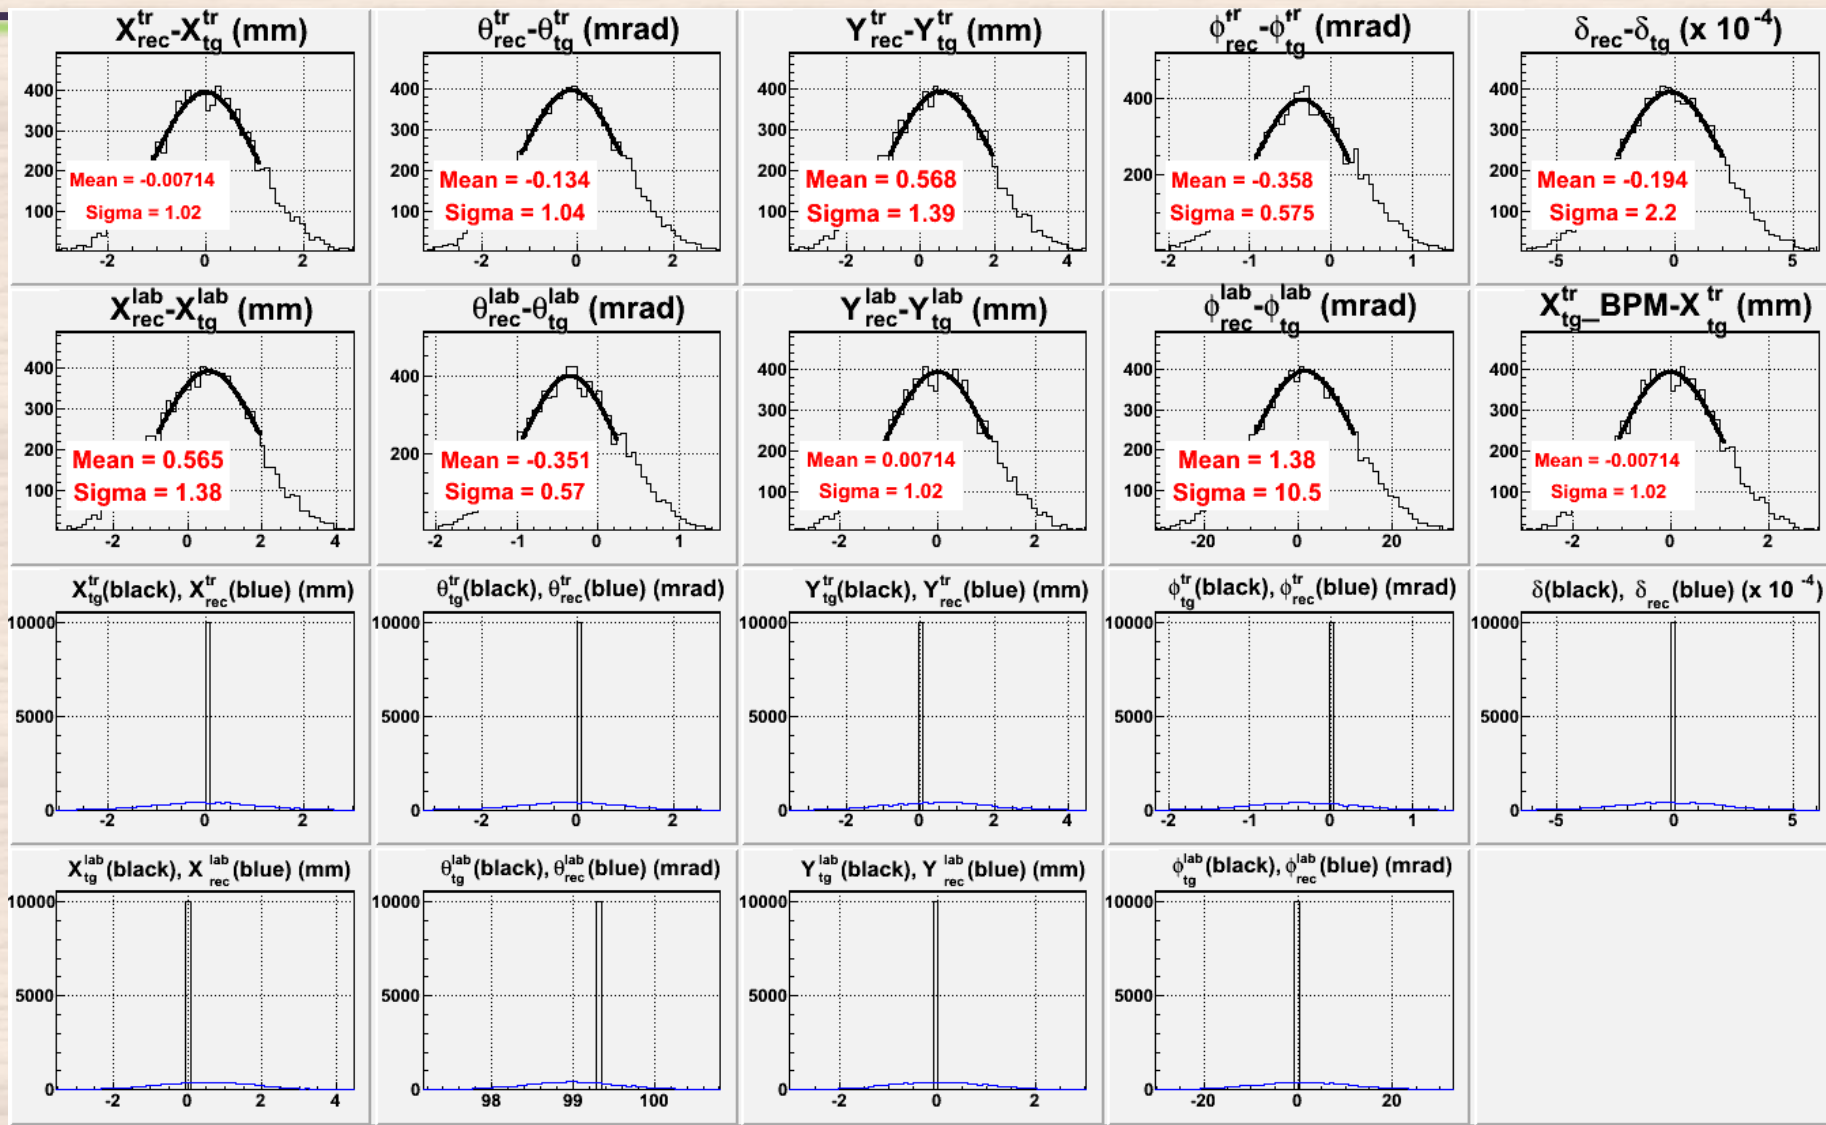 X^tr_rec-X^tr_tg (mm)
400
300
200
100
Mean = -0.00714
Sigma = 1.02
-2 0 2
θ^tr_rec-θ^tr_tg (mrad)
400
300
200
100
Mean = -0.134
Sigma = 1.04
-2 0 2
Y^tr_rec-Y^tr_tg (mm)
400
300
200
100
Mean = 0.568
Sigma = 1.39
-2 0 2 4
ϕ^tr_rec-ϕ^tr_tg (mrad)
400
200
Mean = -0.358
Sigma = 0.575
-2 -1 0 1
δ_rec-δ_tg (x 10^-4)
400
300
200
100
Mean = -0.194
Sigma = 2.2
-5 0 5
X^lab_rec-X^lab_tg (mm)
400
300
200
100
Mean = 0.565
Sigma = 1.38
-2 0 2 4
θ^lab_rec-θ^lab_tg (mrad)
400
200
Mean = -0.351
Sigma = 0.57
-2 -1 0 1
Y^lab_rec-Y^lab_tg (mm)
400
300
200
100
Mean = 0.00714
Sigma = 1.02
-2 0 2
ϕ^lab_rec-ϕ^lab_tg (mrad)
400
300
200
100
Mean = 1.38
Sigma = 10.5
-20 0 20
X^tr_tg_BPM-X^tr_tg (mm)
400
300
200
100
Mean = -0.00714
Sigma = 1.02
-2 0 2
X^tr_tg(black), X^tr_rec(blue) (mm)
10000
5000
0
-2 0 2
θ^tr_tg(black), θ^tr_rec(blue) (mrad)
10000
5000
0
-2 0 2
Y^tr_tg(black), Y^tr_rec(blue) (mm)
10000
5000
0
-2 0 2 4
ϕ^tr_tg(black), ϕ^tr_rec(blue) (mrad)
10000
5000
0
-2 -1 0 1
δ(black), δ_rec(blue) (x 10^-4)
10000
5000
0
-5 0 5
X^lab_tg(black), X^lab_rec(blue) (mm)
10000
5000
0
-2 0 2 4
θ^lab_tg(black), θ^lab_rec(blue) (mrad)
10000
5000
0
98 99 100
Y^lab_tg(black), Y^lab_rec(blue) (mm)
10000
5000
0
-2 0 2
ϕ^lab_tg(black), ϕ^lab_rec(blue) (mrad)
10000
5000
0
-20 0 20